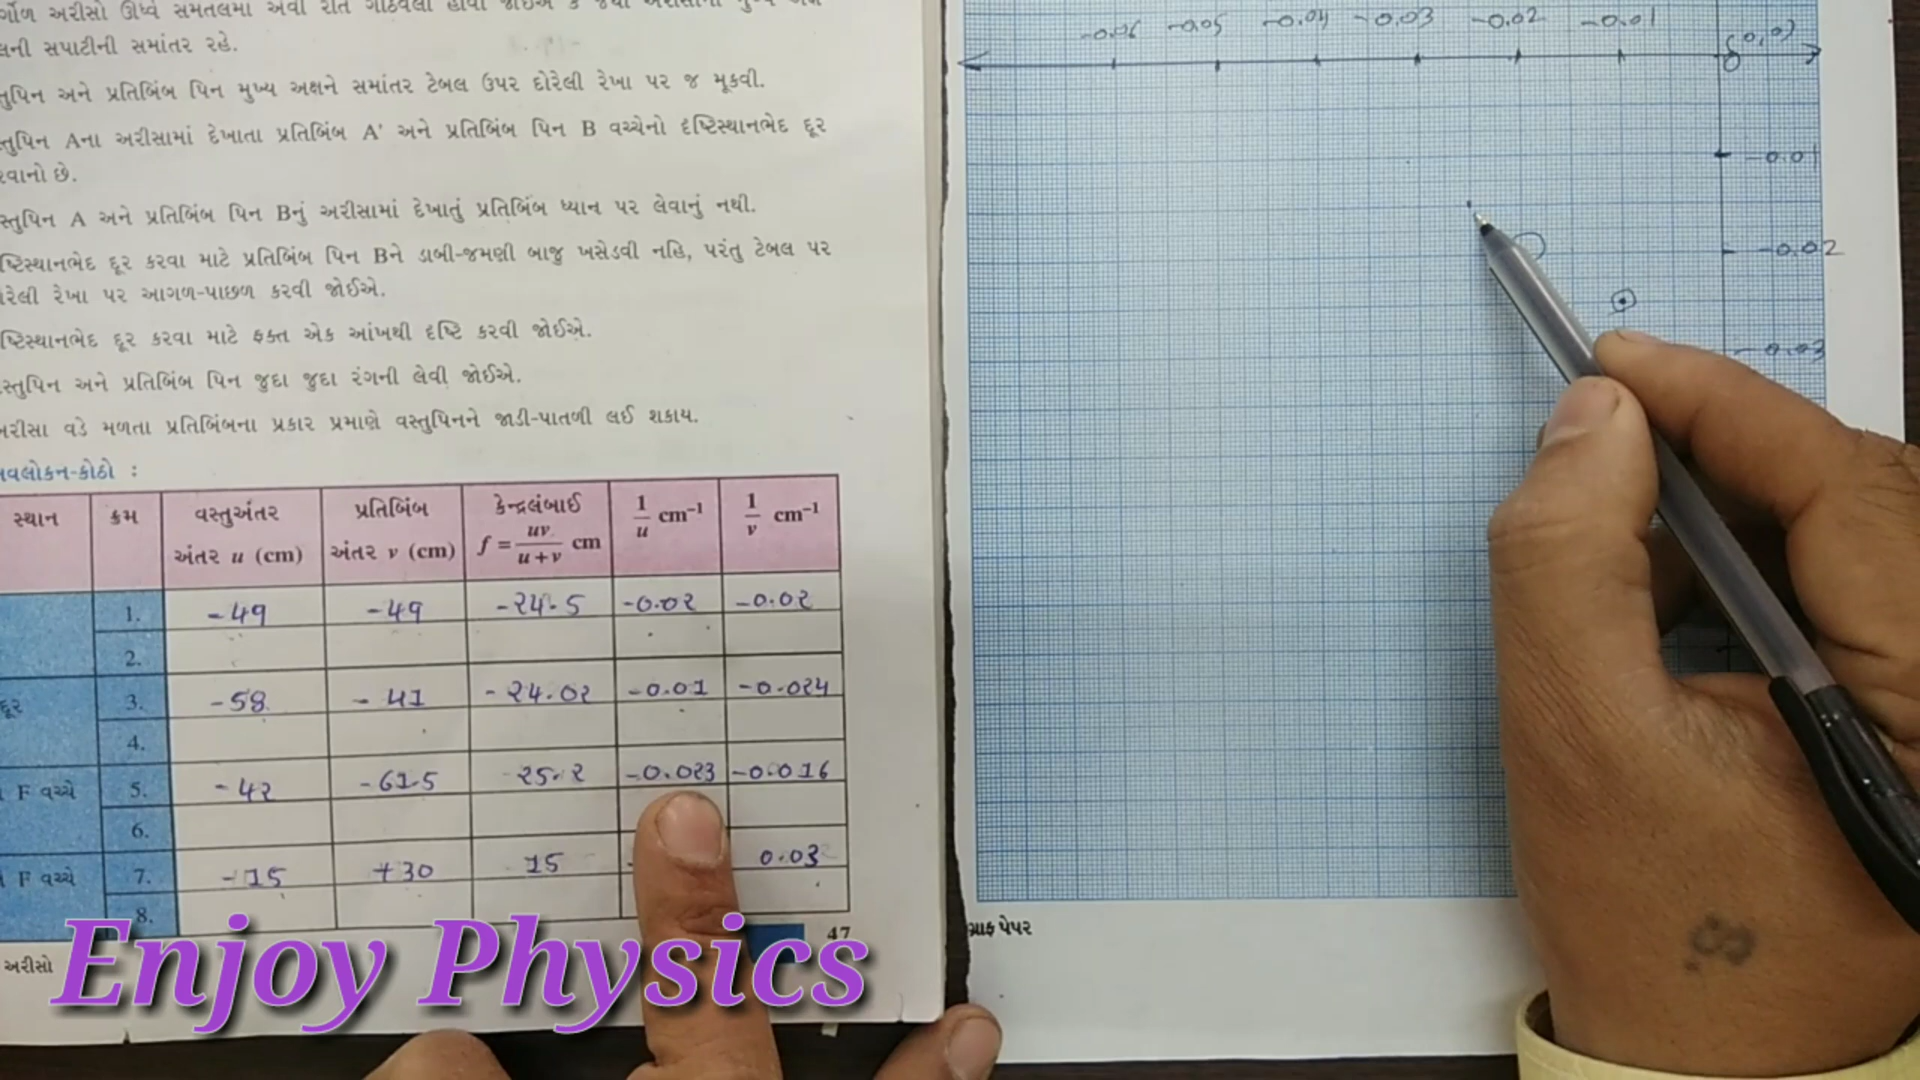 ની સપાટીની સમાંતર રહે.
પિન અને પ્રતિબિંબ પિન મુખ્ય અક્ષને સમાંતર ટેબલ ઉપર દોરેલી રેખા પર જ મૂકવી.
પિન Aના અરીસામાં દેખાતા પ્રતિબિંબ A' અને પ્રતિબિંબ પિન B વચ્ચેનો દૃષ્ટિસ્થાનભેદ દૂર
વાનો છે.
સ્તુપિન A અને પ્રતિબિંબ પિન Bનું અરીસામાં દેખાતું પ્રતિબિંબ ધ્યાન પર લેવાનું નથી.
ષ્ટિસ્થાનભેદ દૂર કરવા માટે પ્રતિબિંબ પિન Bને ડાબી-જમણી બાજુ ખસેડવી નહિ, પરંતુ ટેબલ પર
રેલી રેખા પર આગળ-પાછળ કરવી જોઈએ.
ષ્ટિસ્થાનભેદ દૂર કરવા માટે ફક્ત એક આંખથી દૃષ્ટિ કરવી જોઈએ.
સ્તુપિન અને પ્રતિબિંબ પિન જુદા જુદા રંગની લેવી જોઈએ.
અરીસા વડે મળતા પ્રતિબિંબના પ્રકાર પ્રમાણે વસ્તુપિનને જાડી-પાતળી લઈ શકાય.
વલોકન-કોઠો :
સ્થાન ક્રમ વસ્તુઅંતર અંતર u (cm) પ્રતિબિંબ અંતર v (cm) કેન્દ્રલંબાઈ f = uv/u+v cm 1/u cm⁻¹ 1/v cm⁻¹
1. -49 -49 -24.5 -0.02 -0.02
2.
દૂર 3. -58 -41 -24.02 -0.01 -0.024
4.
F વચ્ચે 5. -42 -61.5 25.2 -0.023 -0.016
6.
F વચ્ચે 7. -15 +30 15 0.03
8.
47
અરીસો
Enjoy Physics
-0.06 -0.05 -0.04 -0.03 -0.02 -0.01 (0,0)
-0.01
-0.02
-0.03
ગ્રાફ પેપર